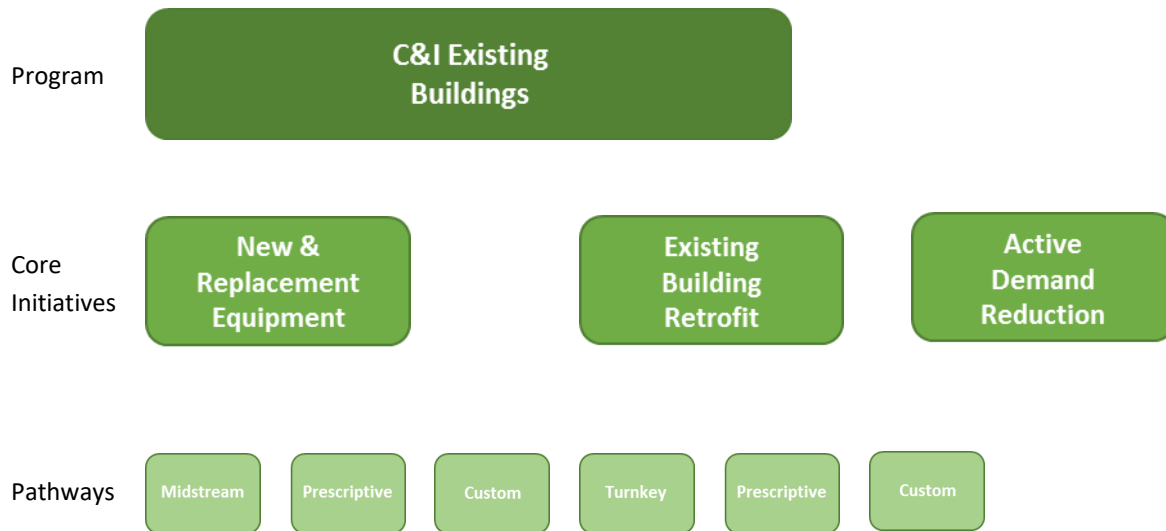 Program
C&I Existing
Buildings
Core
Initiatives
New &
Replacement
Equipment
Existing
Building
Retrofit
Active
Demand
Reduction
Pathways
Midstream
Prescriptive
Custom
Turnkey
Prescriptive
Custom